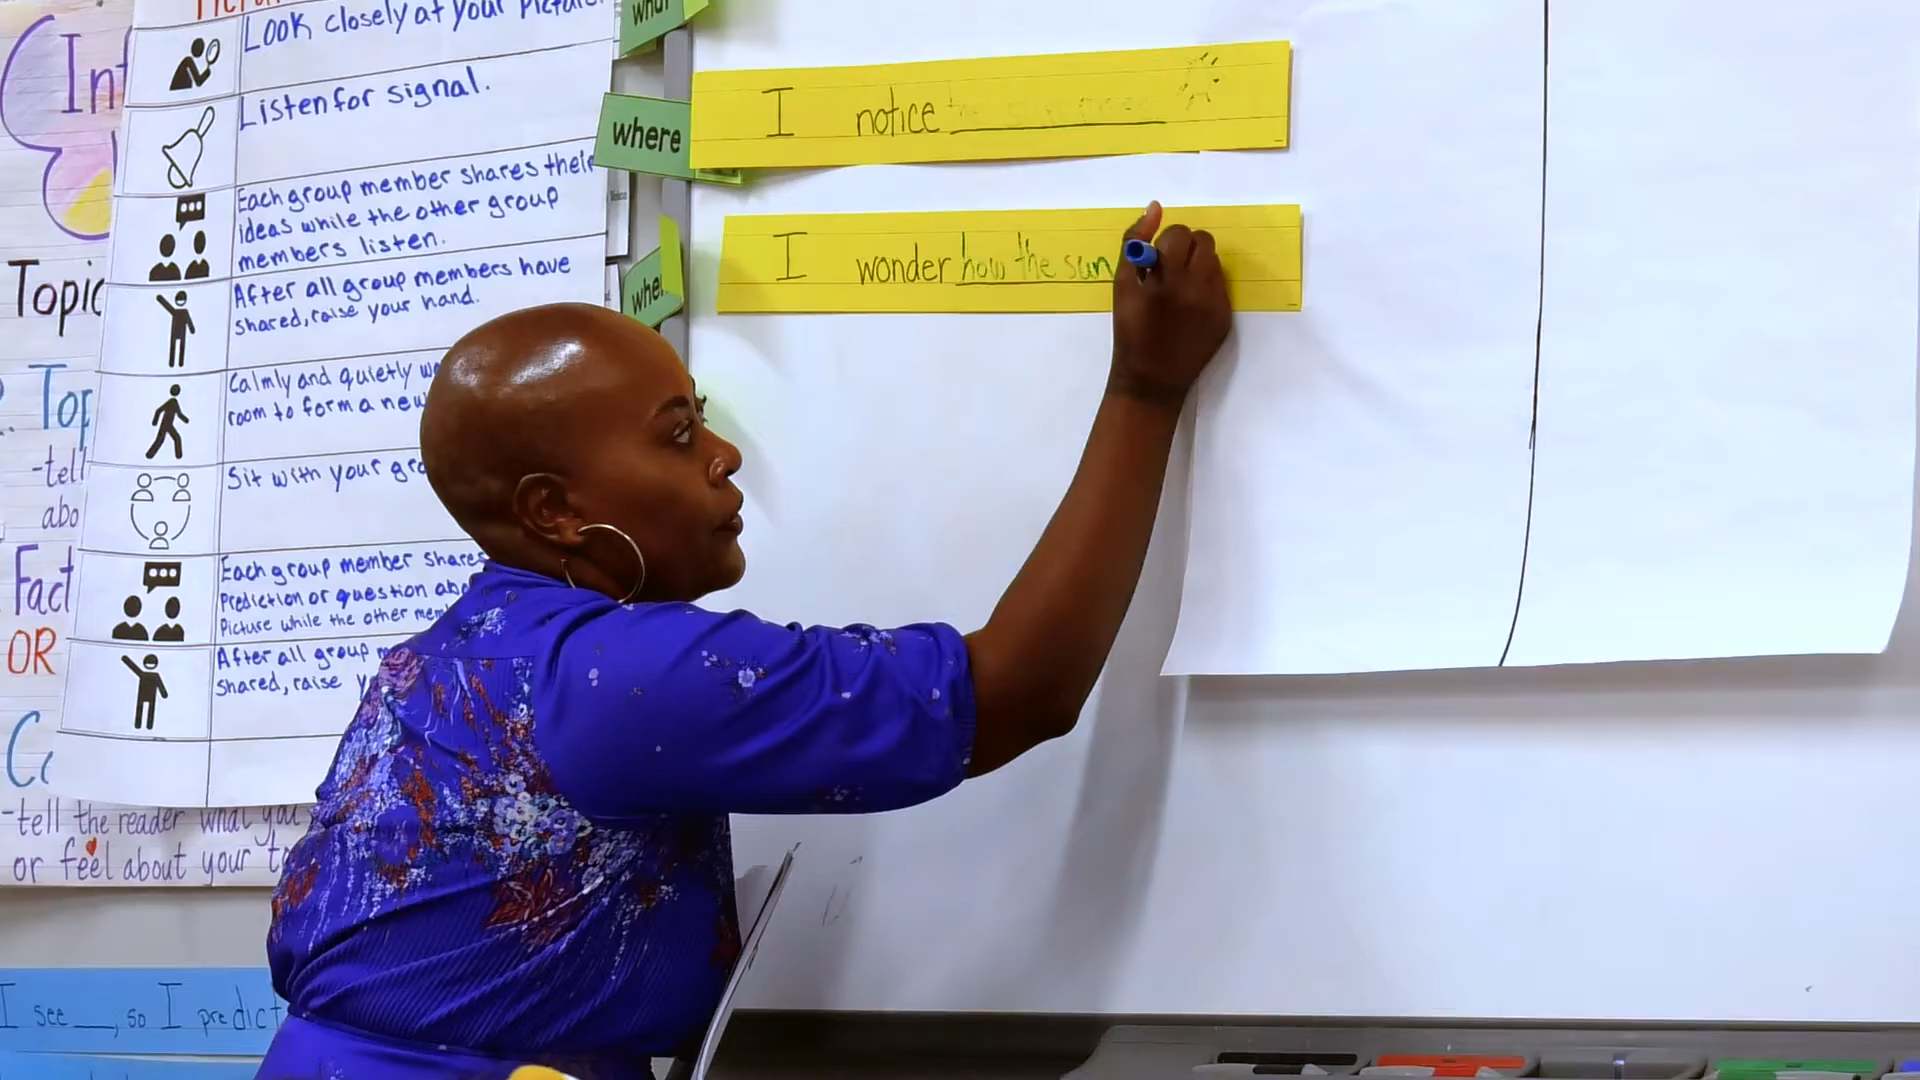 Look closely at your picture.
Listen for signal.
Each group member shares their
ideas while the other group
members listen.
After all group members have
shared, raise your hand.
Calmly and quietly
room to form a new
Sit with your
Each group member shares
Prediction or question
Picture while the other
After all group
shared, raise
Topic
-tell
Fact
OR
-tell the reader what you
or feel about your
I see __, so I predict
what
where
I notice
I wonder how the sun